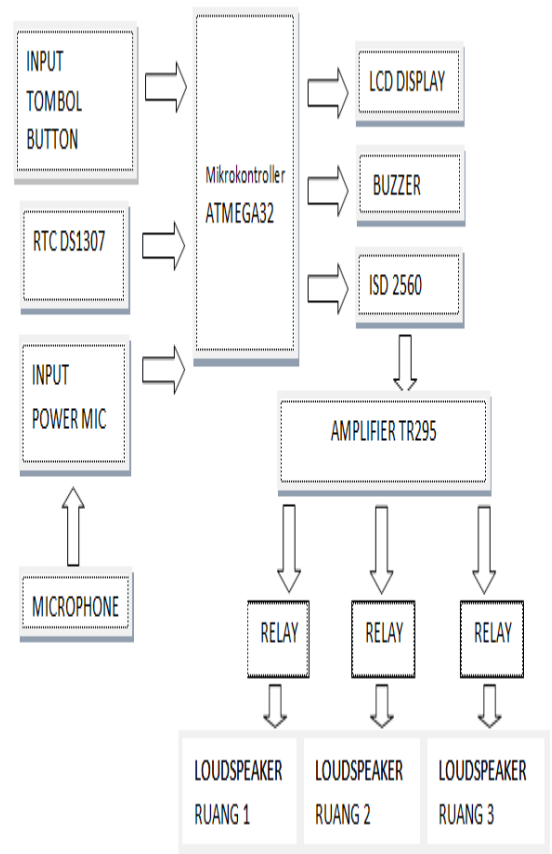 INPUT
TOMBOL
BUTTON
RTC DS1307
INPUT
POWER MIC
MICROPHONE
Mikrokontroller
ATMEGA32
LCD DISPLAY
BUZZER
ISD 2560
AMPLIFIER TR295
RELAY
RELAY
RELAY
LOUDSPEAKER
RUANG 1
LOUDSPEAKER
RUANG 2
LOUDSPEAKER
RUANG 3